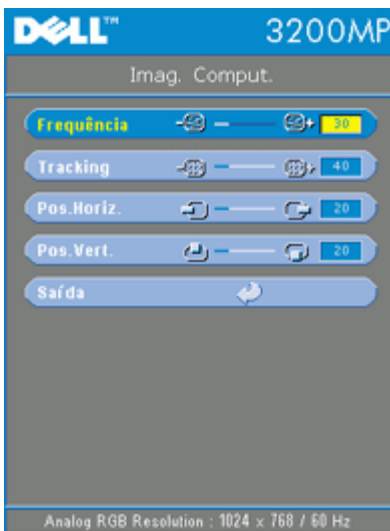 DELL™ 3200MP
Imag. Comput.
Frequência 30
Tracking 40
Pos.Horiz. 20
Pos.Vert. 20
Saída
Analog RGB Resolution : 1024 x 768 / 60 Hz